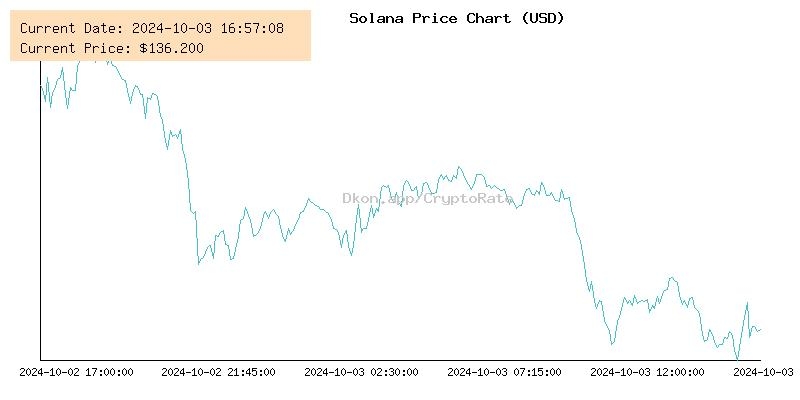 Solana Price Chart (USD)
Current Date: 2024-10-03 16:57:08
Current Price: $136.200
Dkon.app/CryptoRate
2024-10-02 17:00:00 2024-10-02 21:45:00 2024-10-03 02:30:00 2024-10-03 07:15:00 2024-10-03 12:00:00 2024-10-03